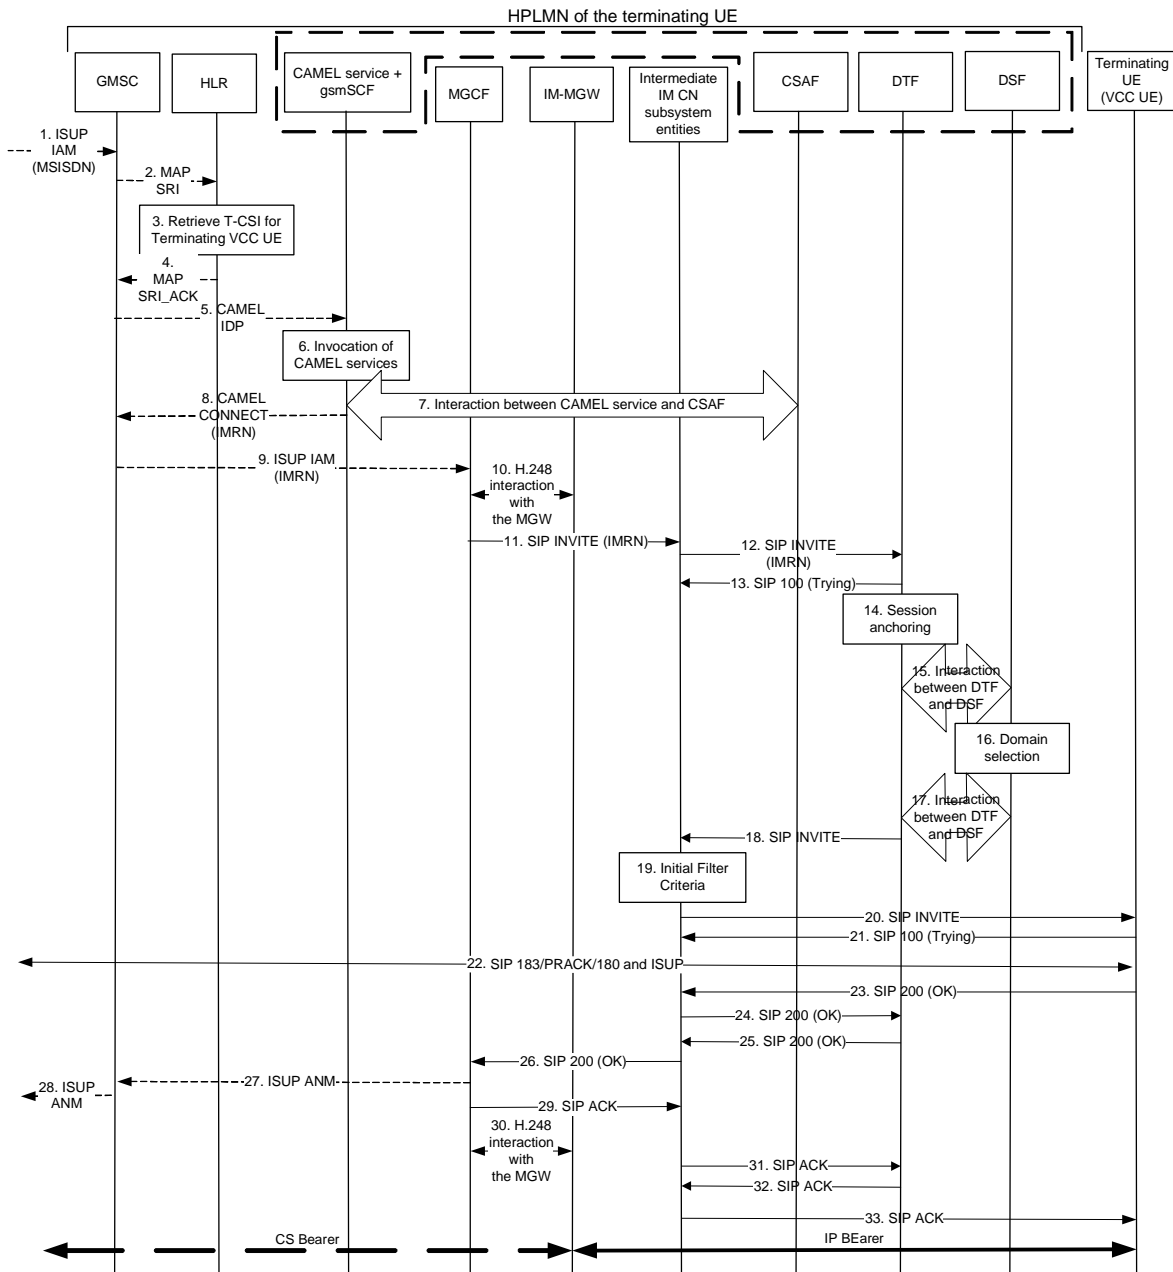 HPLMN of the terminating UE
GMSC
HLR
CAMEL service +
gsmSCF
MGCF
IM-MGW
Intermediate
IM CN
subsystem
entities
CSAF
DTF
DSF
Terminating
UE
(VCC UE)
1. ISUP
IAM
(MSISDN)
2. MAP
SRI
3. Retrieve T-CSI for
Terminating VCC UE
4.
MAP
SRI_ACK
5. CAMEL
IDP
6. Invocation of
CAMEL services
7. Interaction between CAMEL service and CSAF
8. CAMEL
CONNECT
(IMRN)
9. ISUP IAM
(IMRN)
10. H.248
interaction
with
the MGW
11. SIP INVITE (IMRN)
12. SIP INVITE
(IMRN)
13. SIP 100 (Trying)
14. Session
anchoring
15. Interaction
between DTF
and DSF
16. Domain
selection
17. Interaction
between DTF
and DSF
18. SIP INVITE
19. Initial Filter
Criteria
20. SIP INVITE
21. SIP 100 (Trying)
22. SIP 183/PRACK/180 and ISUP
23. SIP 200 (OK)
24. SIP 200 (OK)
25. SIP 200 (OK)
26. SIP 200 (OK)
27. ISUP ANM
28. ISUP
ANM
29. SIP ACK
30. H.248
interaction
with
the MGW
31. SIP ACK
32. SIP ACK
33. SIP ACK
CS Bearer
IP BEarer